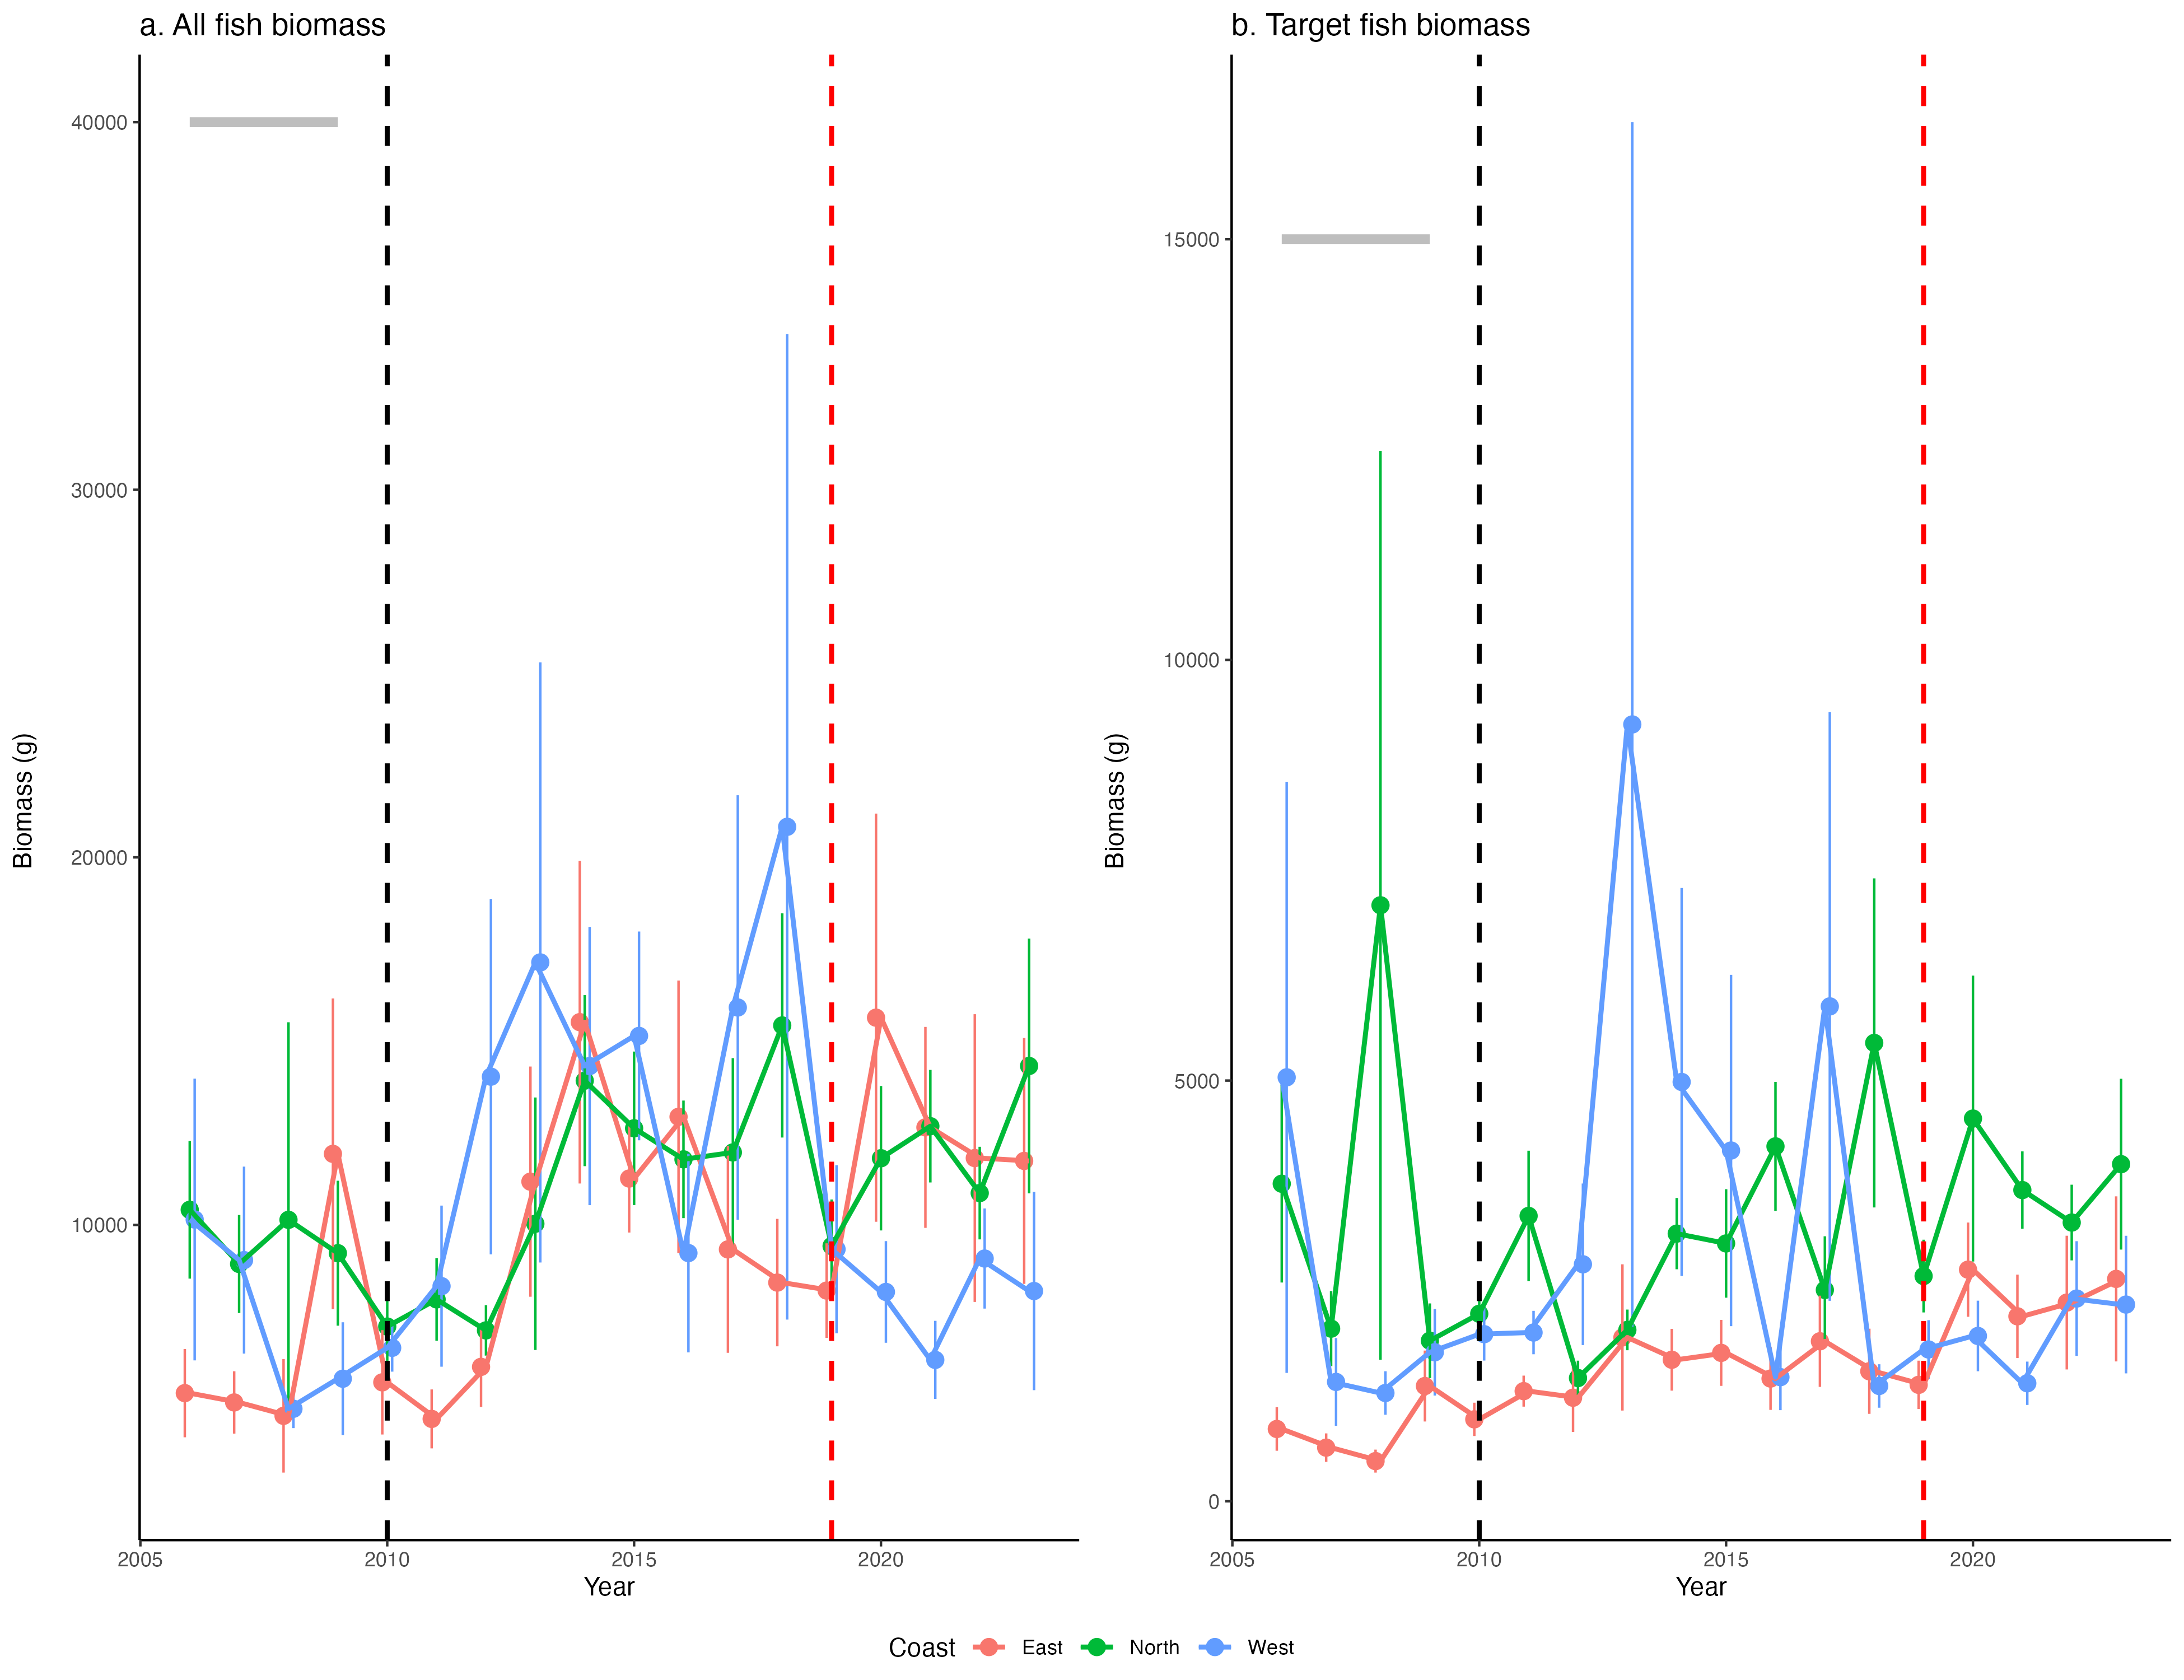 a. All fish biomass
40000
30000
20000
10000
Biomass (g)
2005 2010 2015 2020
Year
b. Target fish biomass
15000
10000
5000
0
Biomass (g)
2005 2010 2015 2020
Year
Coast East North West